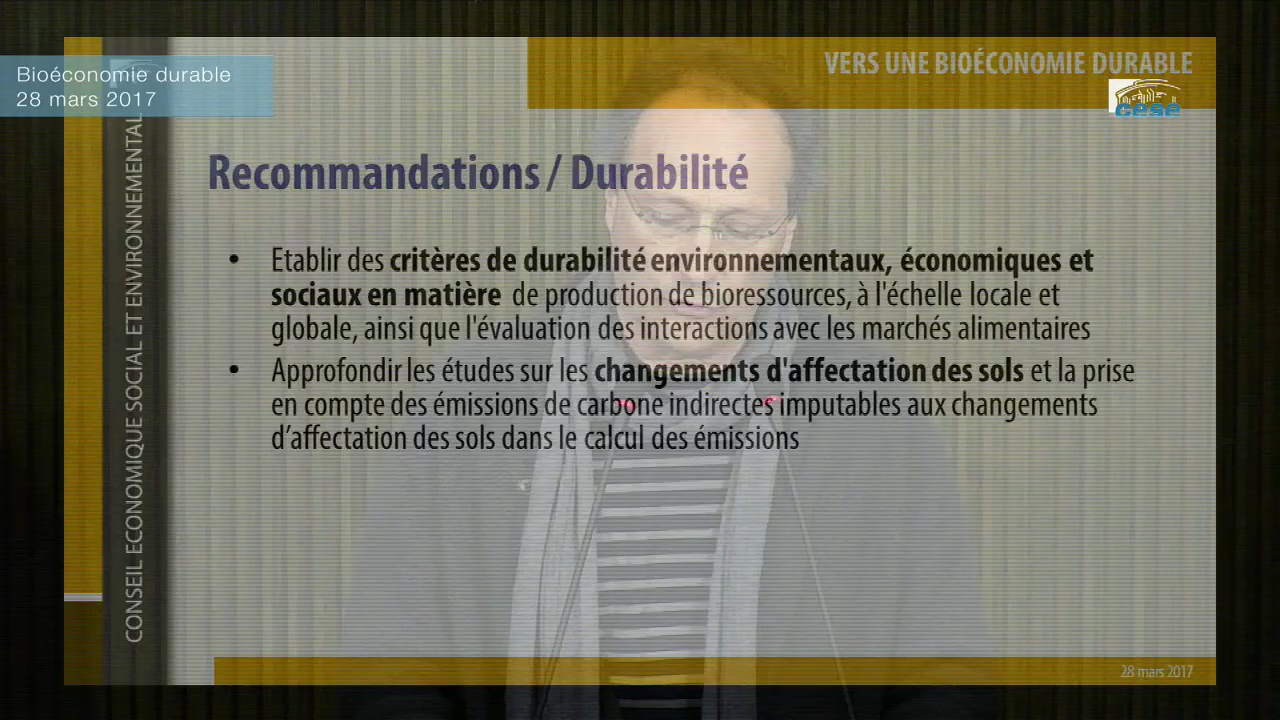 VERS UNE BIOÉCONOMIE DURABLE
Bioéconomie durable
28 mars 2017
cese
CONSEIL ECONOMIQUE SOCIAL ET ENVIRONNEMENTAL
Recommandations / Durabilité
• Etablir des critères de durabilité environnementaux, économiques et
sociaux en matière de production de bioressources, à l'échelle locale et
globale, ainsi que l'évaluation des interactions avec les marchés alimentaires
• Approfondir les études sur les changements d'affectation des sols et la prise
en compte des émissions de carbone indirectes imputables aux changements
d’affectation des sols dans le calcul des émissions
28 mars 2017